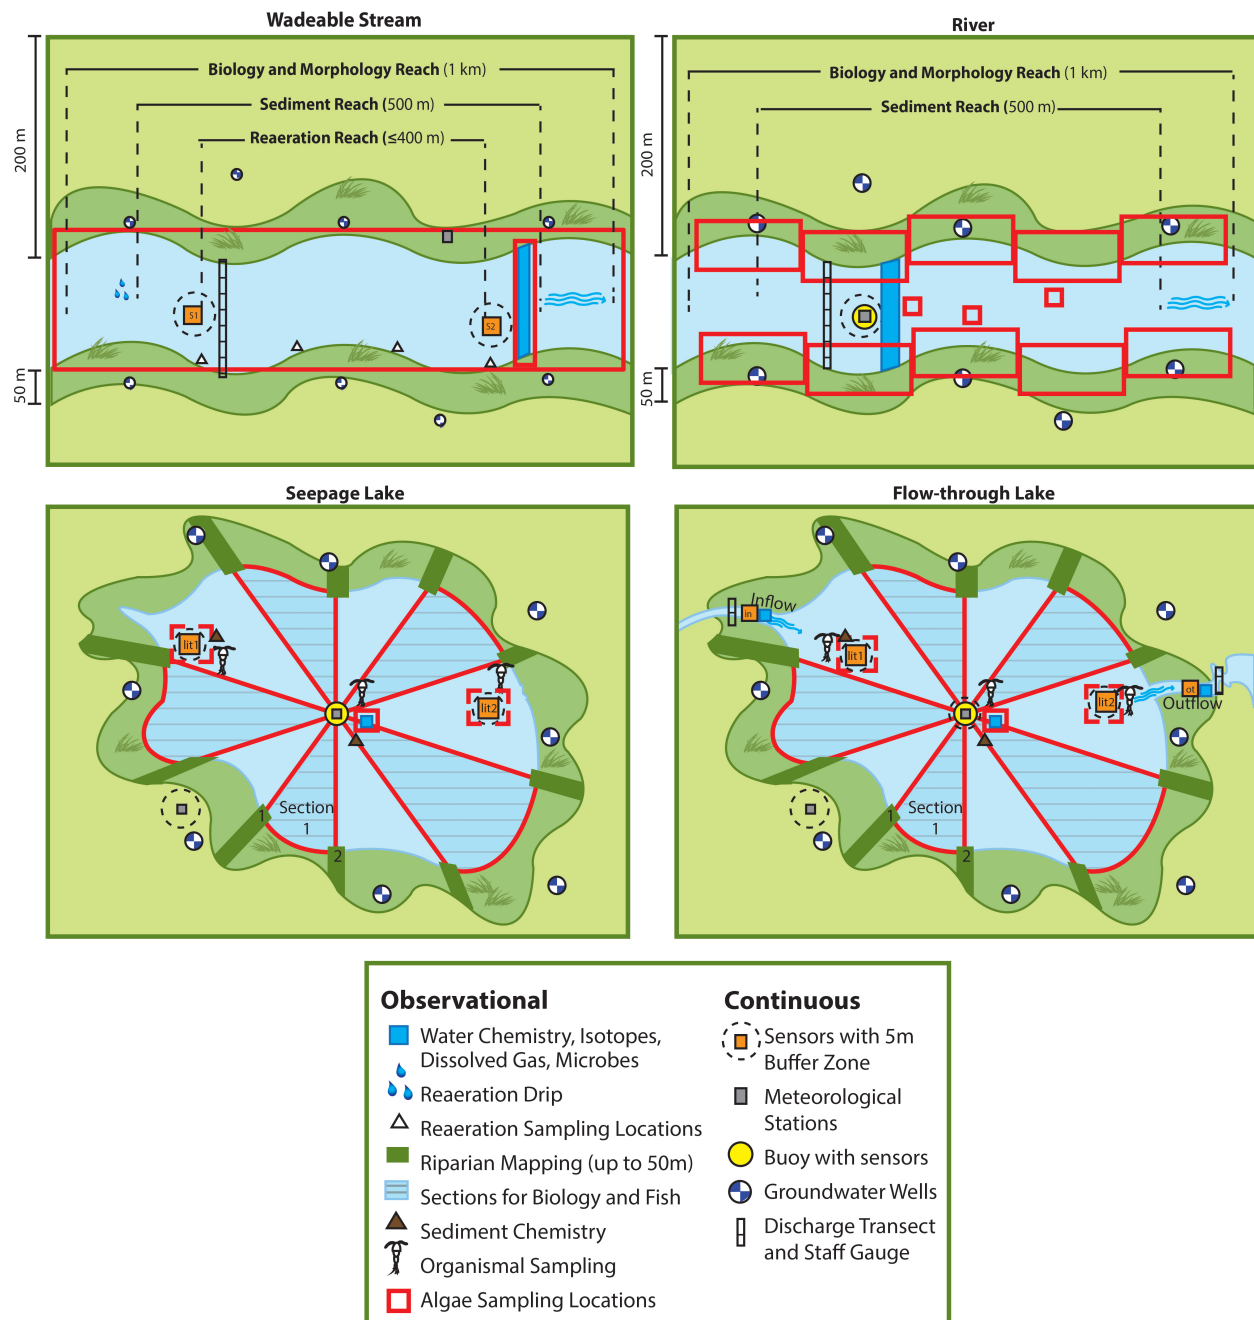 Wadeable Stream
Biology and Morphology Reach (1 km)
Sediment Reach (500 m)
Reaeration Reach (≤400 m)
200 m
50 m
S1
S2
River
Biology and Morphology Reach (1 km)
Sediment Reach (500 m)
200 m
50 m
Seepage Lake
lit1
lit2
Section
1
1
2
Flow-through Lake
Inflow
in
lit1
lit2
ot
Outflow
Section
1
1
2
Observational
Water Chemistry, Isotopes,
Dissolved Gas, Microbes
Reaeration Drip
Reaeration Sampling Locations
Riparian Mapping (up to 50m)
Sections for Biology and Fish
Sediment Chemistry
Organismal Sampling
Algae Sampling Locations
Continuous
Sensors with 5m
Buffer Zone
Meteorological
Stations
Buoy with sensors
Groundwater Wells
Discharge Transect
and Staff Gauge